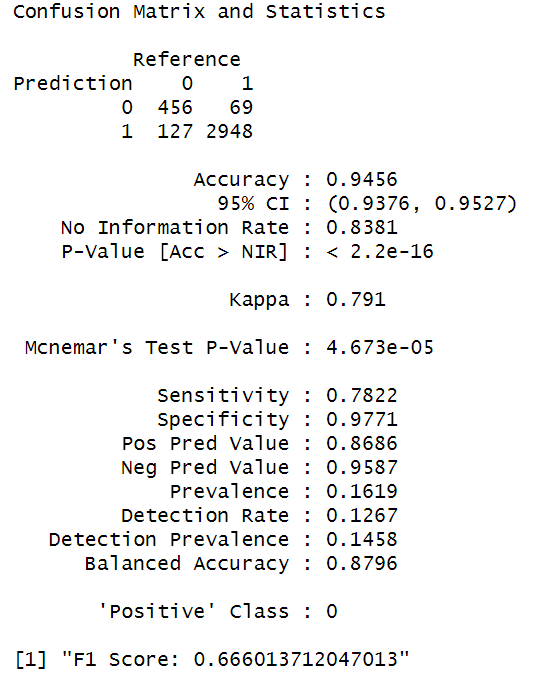 Confusion Matrix and Statistics
Reference
Prediction 0 1
0 456 69
1 127 2948
Accuracy : 0.9456
95% CI : (0.9376, 0.9527)
No Information Rate : 0.8381
P-Value [Acc > NIR] : < 2.2e-16
Kappa : 0.791
Mcnemar's Test P-Value : 4.673e-05
Sensitivity : 0.7822
Specificity : 0.9771
Pos Pred Value : 0.8686
Neg Pred Value : 0.9587
Prevalence : 0.1619
Detection Rate : 0.1267
Detection Prevalence : 0.1458
Balanced Accuracy : 0.8796
'Positive' Class : 0
[1] "F1 Score: 0.666013712047013"